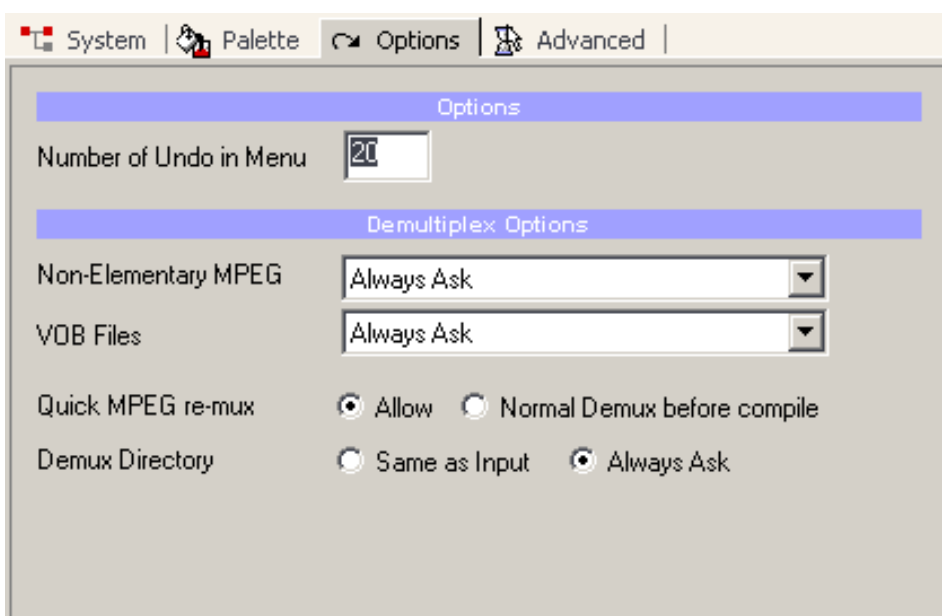 System Palette Options Advanced
Options
Number of Undo in Menu 20
Demultiplex Options
Non-Elementary MPEG Always Ask
VOB Files Always Ask
Quick MPEG re-mux Allow Normal Demux before compile
Demux Directory Same as Input Always Ask